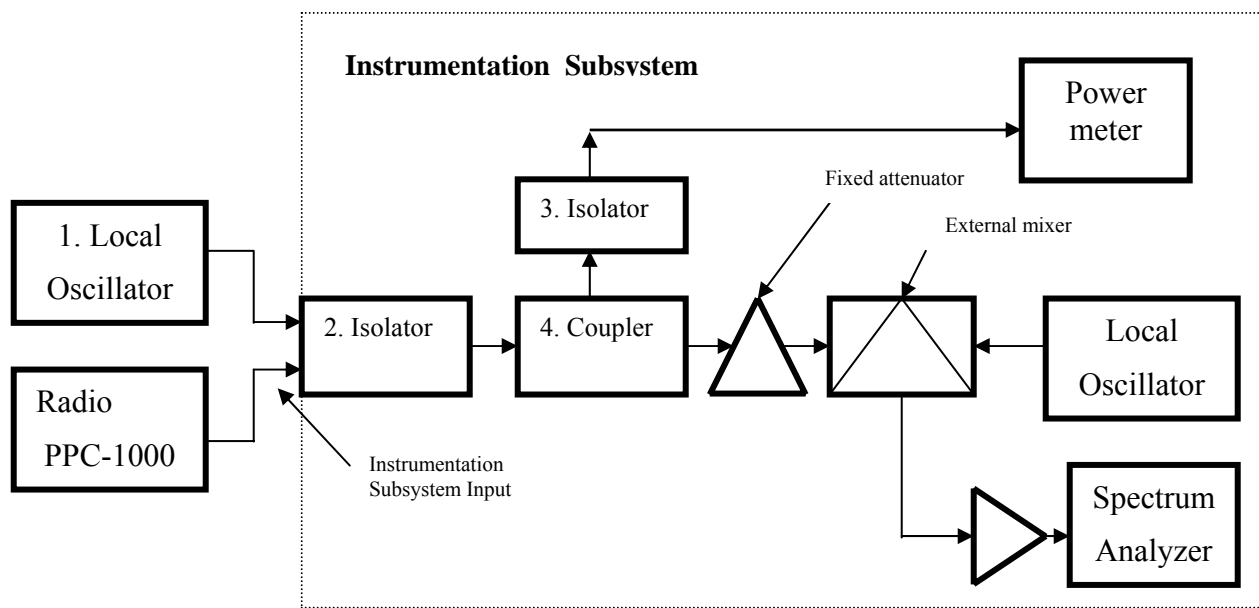 Instrumentation Subsvstem
Power
meter
Fixed attenuator
3. Isolator
External mixer
1. Local
Oscillator
2. Isolator
4. Coupler
Local
Oscillator
Radio
PPC-1000
Instrumentation
Subsystem Input
Spectrum
Analyzer